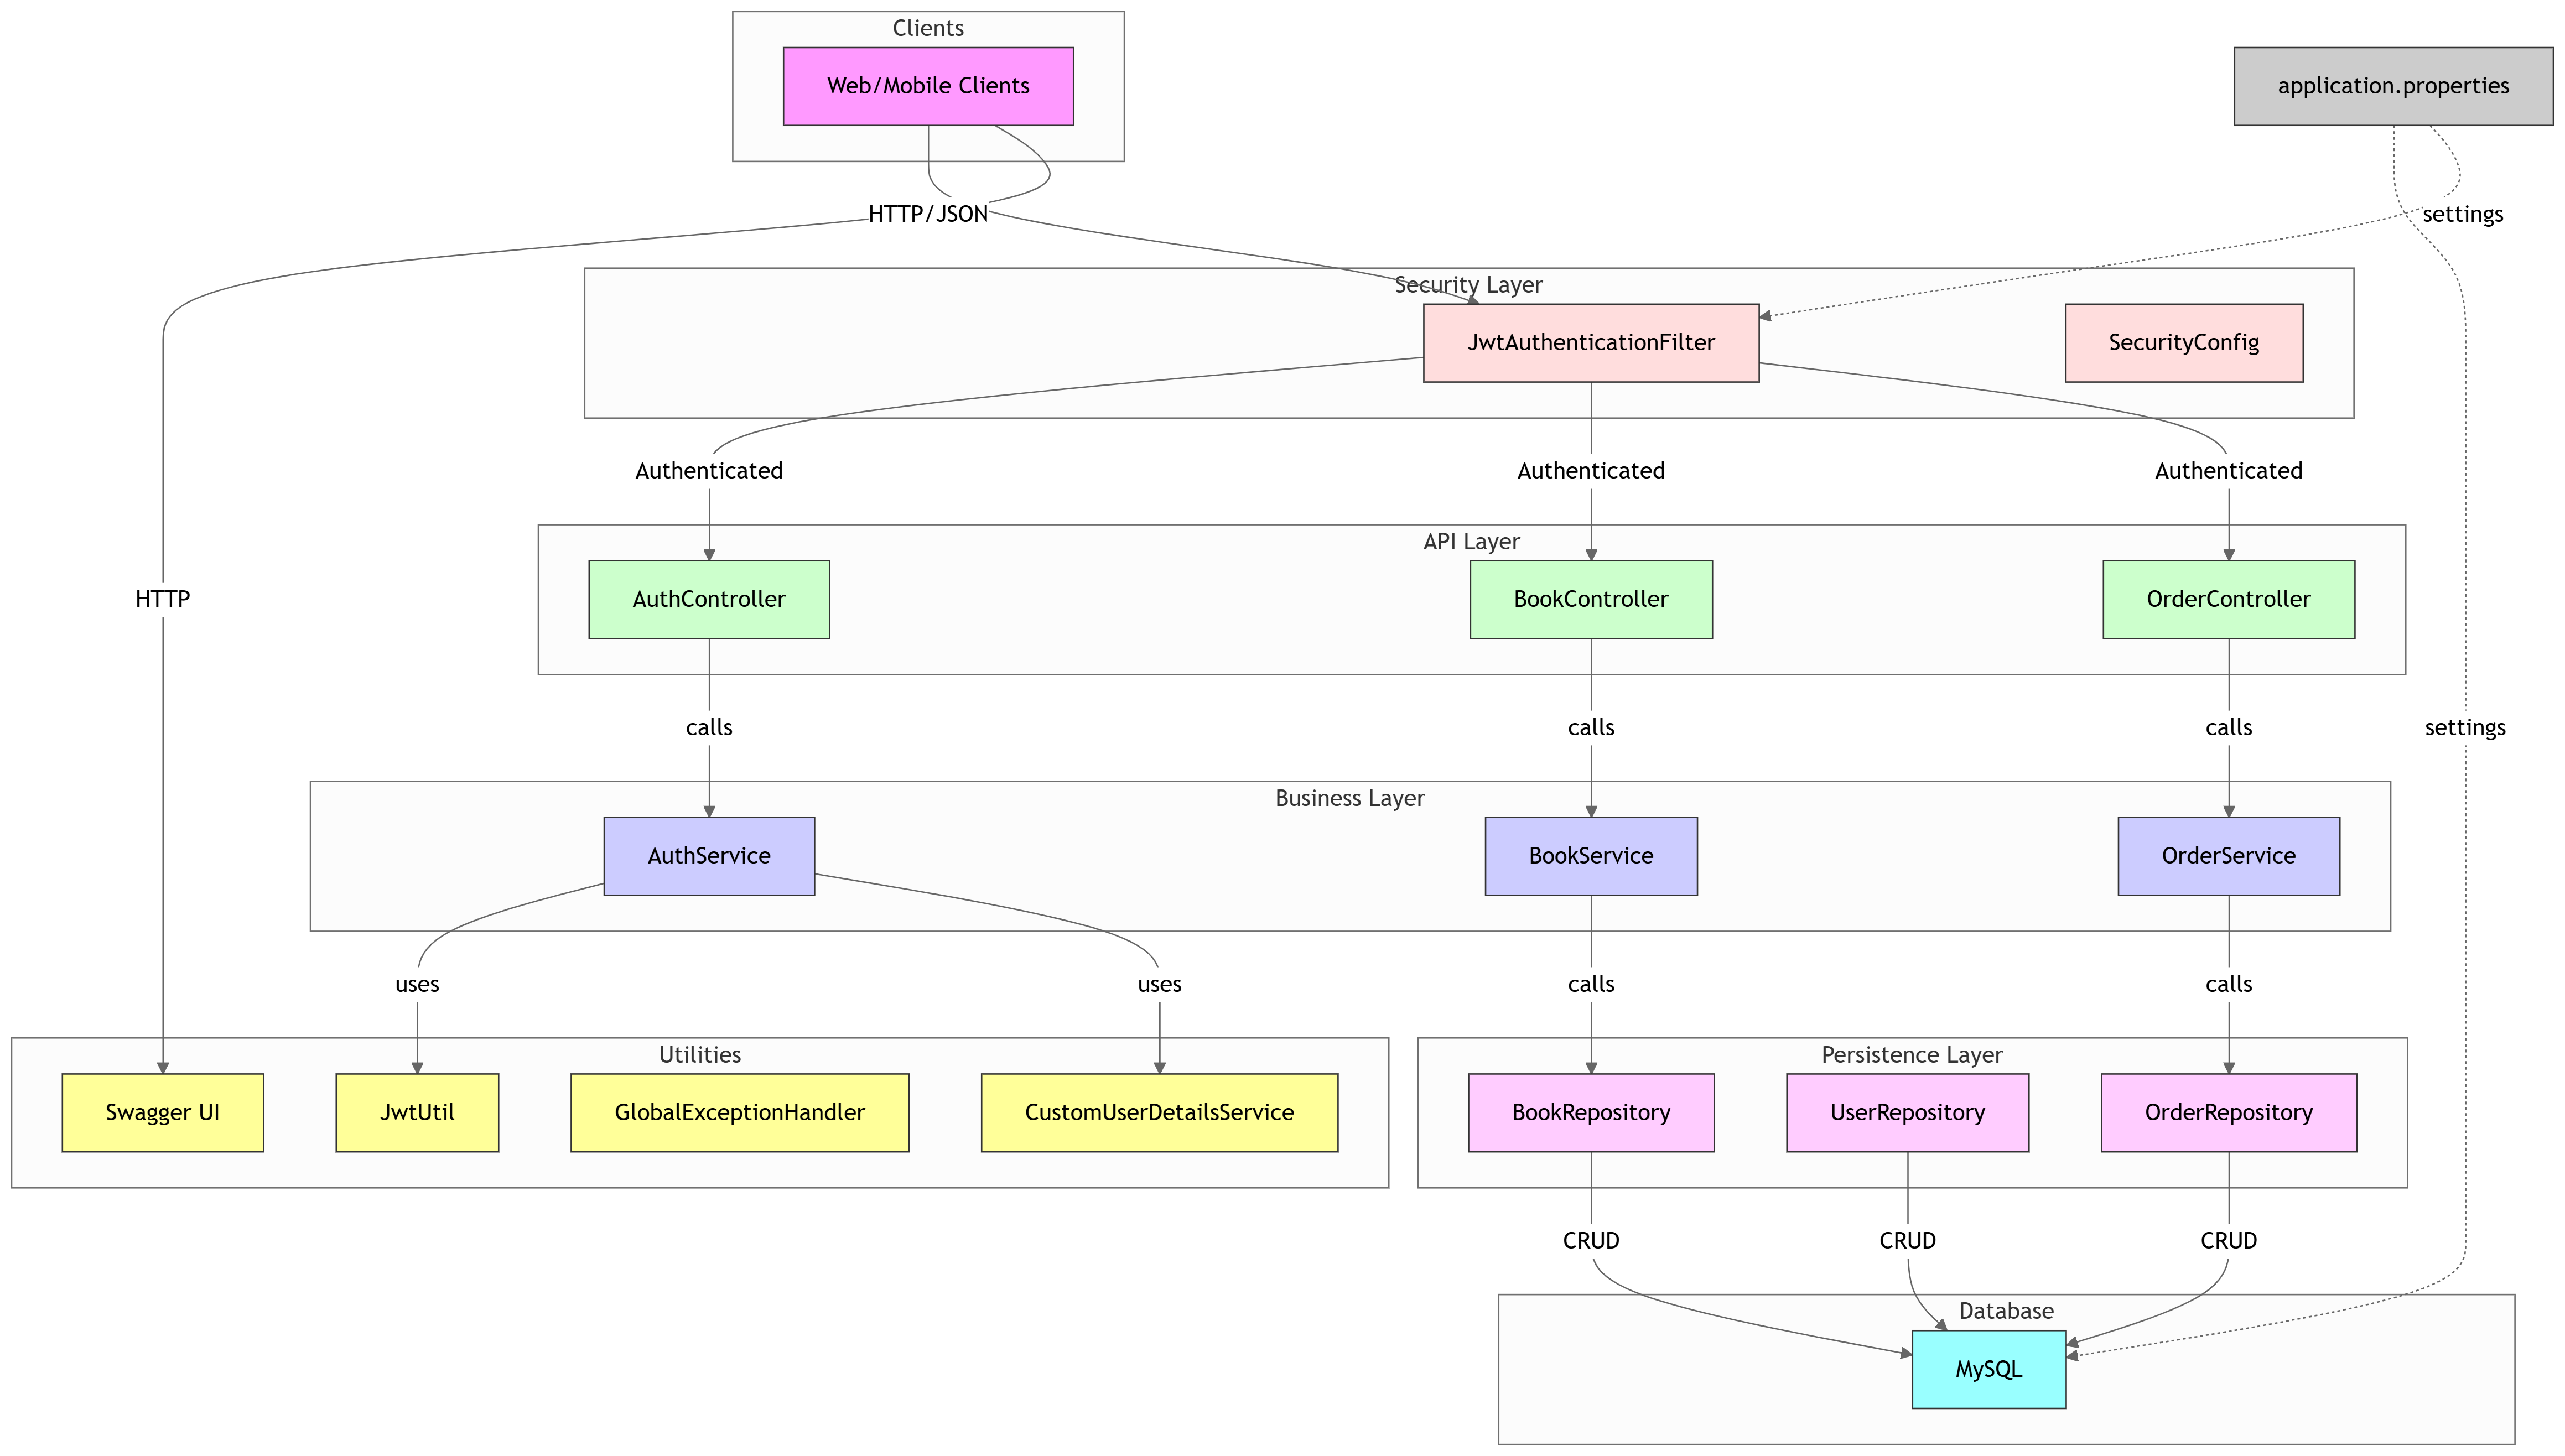 Clients
Web/Mobile Clients
application.properties
HTTP/JSON
settings
Security Layer
JwtAuthenticationFilter
SecurityConfig
Authenticated
Authenticated
Authenticated
API Layer
HTTP
AuthController
BookController
OrderController
calls
calls
calls
settings
Business Layer
AuthService
BookService
OrderService
uses
uses
calls
calls
Utilities
Persistence Layer
Swagger UI
JwtUtil
GlobalExceptionHandler
CustomUserDetailsService
BookRepository
UserRepository
OrderRepository
CRUD
CRUD
CRUD
Database
MySQL